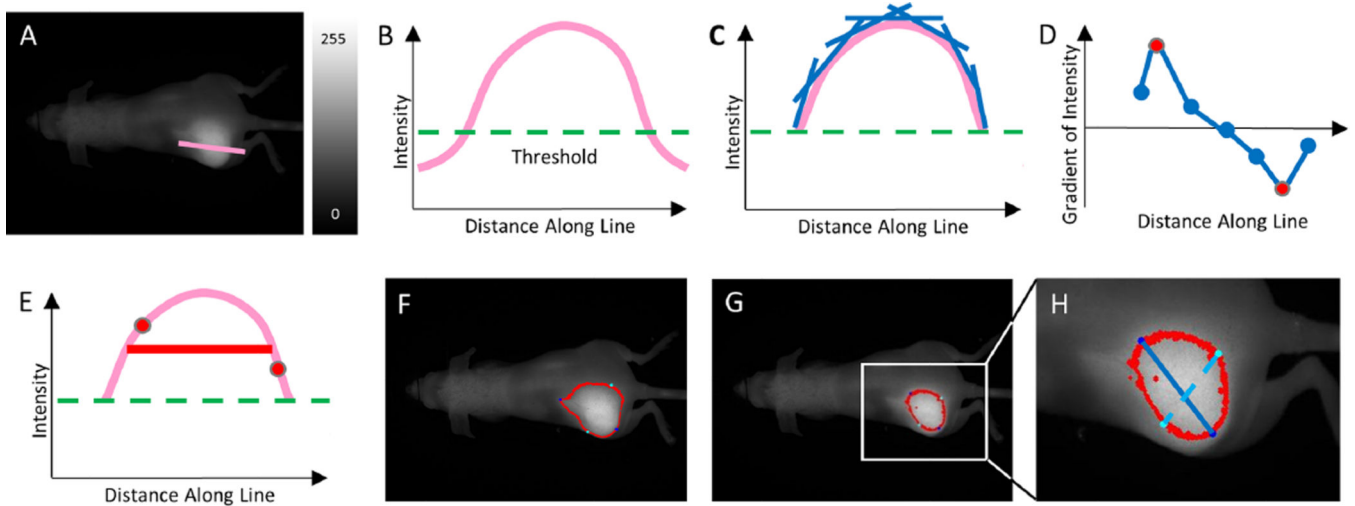 A
255
0
B
Intensity
Threshold
Distance Along Line
C
Intensity
Distance Along Line
D
Gradient of Intensity
Distance Along Line
E
Intensity
Distance Along Line
F
G
H